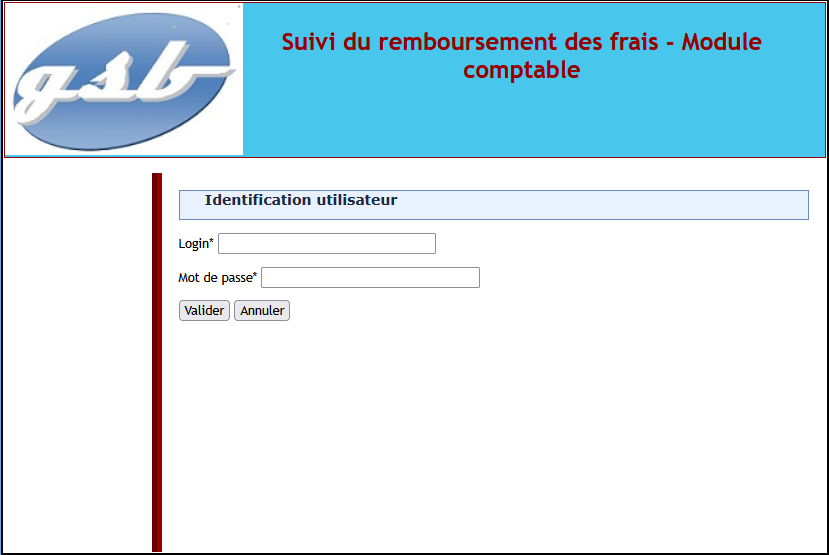 gsb
Suivi du remboursement des frais - Module
comptable
Identification utilisateur
Login*
Mot de passe*
Valider Annuler